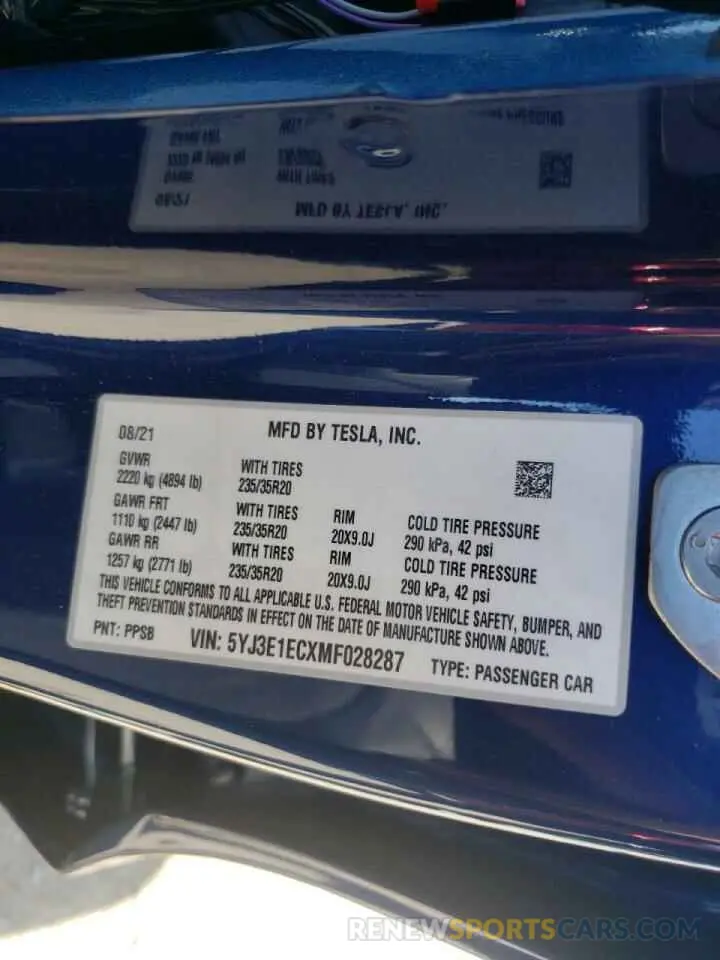 08/21 MFD BY TESLA, INC.
GVWR
2220 kg (4894 lb) WITH TIRES
235/35R20
GAWR FRT
1110 kg (2447 lb) WITH TIRES
235/35R20 RIM
20X9.0J COLD TIRE PRESSURE
290 kPa, 42 psi
GAWR RR
1257 kg (2771 lb) WITH TIRES
235/35R20 RIM
20X9.0J COLD TIRE PRESSURE
290 kPa, 42 psi
THIS VEHICLE CONFORMS TO ALL APPLICABLE U.S. FEDERAL MOTOR VEHICLE SAFETY, BUMPER, AND
THEFT PREVENTION STANDARDS IN EFFECT ON THE DATE OF MANUFACTURE SHOWN ABOVE.
PNT: PPSB VIN: 5YJ3E1ECXMF028287 TYPE: PASSENGER CAR
RENEWSPORTSCARS.COM